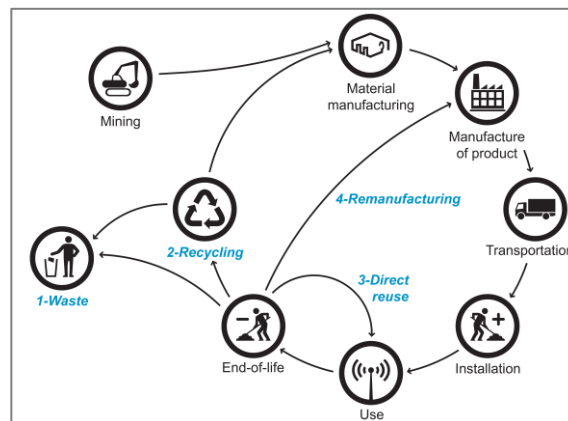 Mining
Material
manufacturing
Manufacture
of product
4-Remanufacturing
2-Recycling
Transportation
1-Waste
3-Direct
reuse
End-of-life
Installation
Use